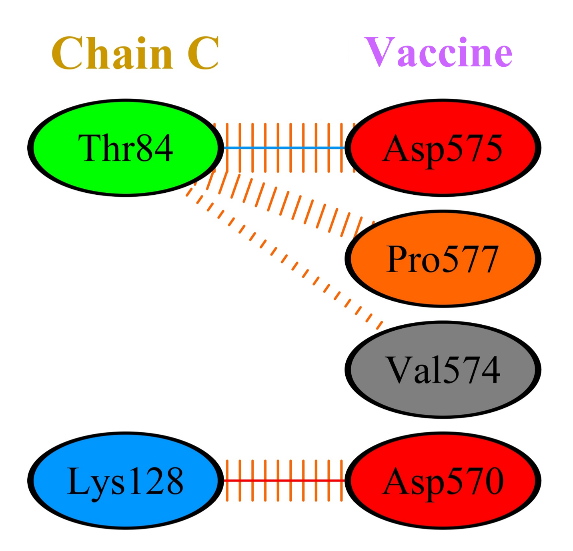 Chain C Vaccine
Thr84 Asp575
Pro577
Val574
Lys128 Asp570